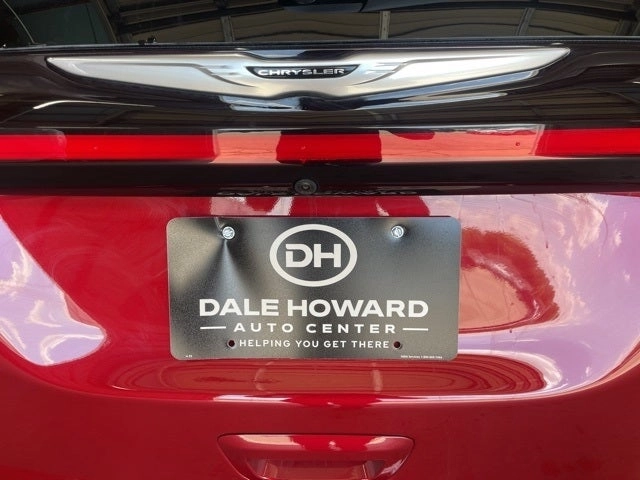 CHRYSLER
DH
DALE HOWARD
AUTO CENTER
HELPING YOU GET THERE